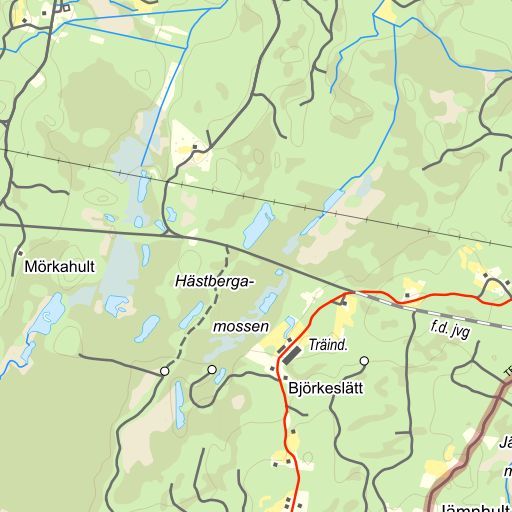 Mörkahult
Hästberga-
mossen
f.d. jvg
Träind.
Björkeslätt